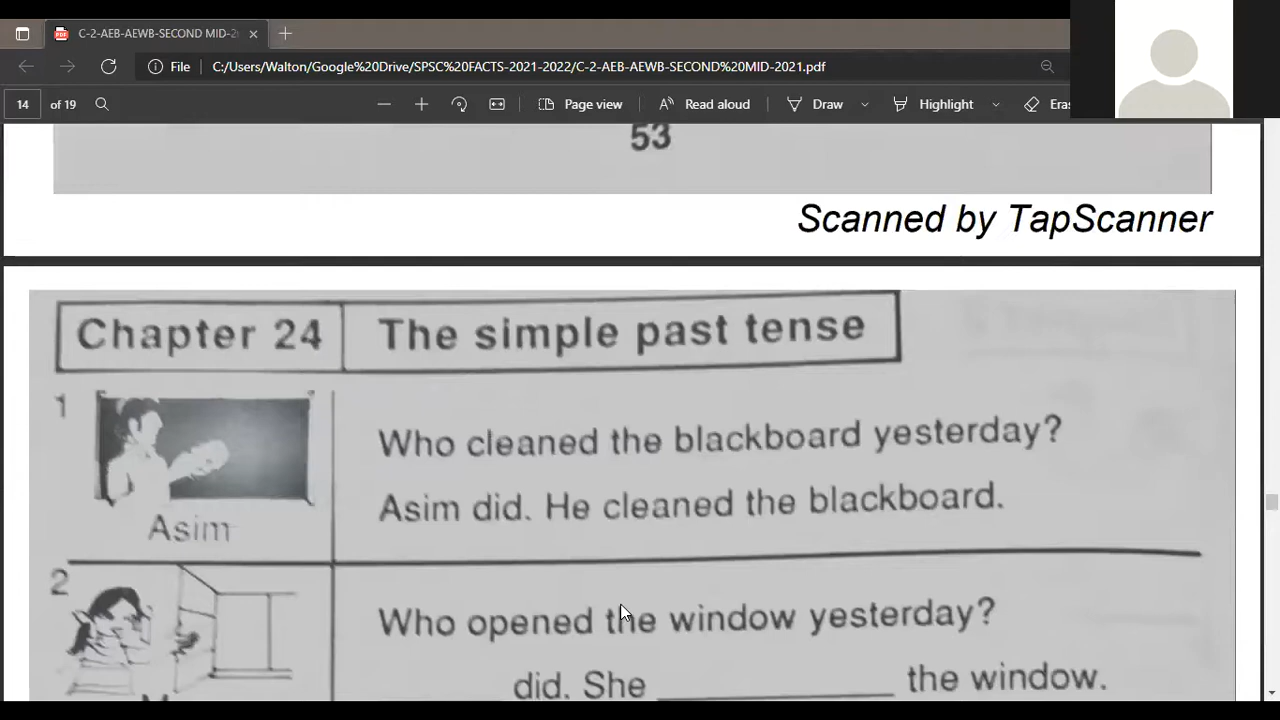 C-2-AEB-AEWB-SECOND MID-2
File C:/Users/Walton/Google%20Drive/SPSC%20FACTS-2021-2022/C-2-AEB-AEWB-SECOND%20MID-2021.pdf
14 of 19 Page view Read aloud Draw Highlight Eras
53
Scanned by TapScanner
Chapter 24 The simple past tense
1
Who cleaned the blackboard yesterday?
Asim did. He cleaned the blackboard.
Asim
2
Who opened the window yesterday?
did. She the window.